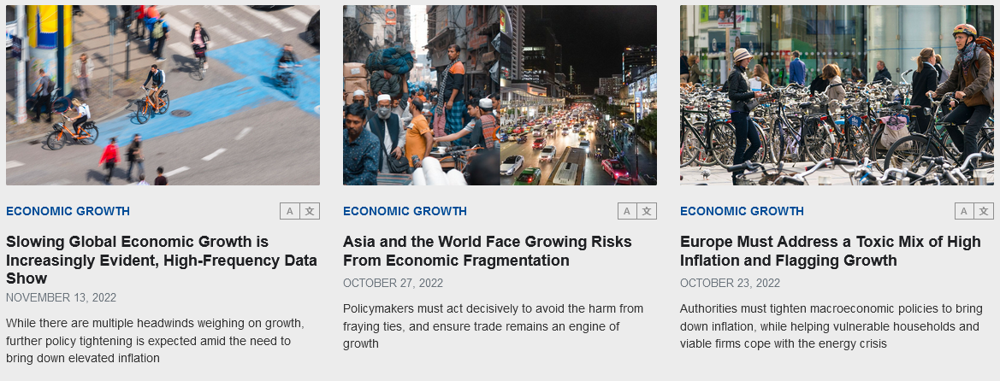 ECONOMIC GROWTH
A 文
Slowing Global Economic Growth is
Increasingly Evident, High-Frequency Data
Show
NOVEMBER 13, 2022
While there are multiple headwinds weighing on growth,
further policy tightening is expected amid the need to
bring down elevated inflation
ECONOMIC GROWTH
A 文
Asia and the World Face Growing Risks
From Economic Fragmentation
OCTOBER 27, 2022
Policymakers must act decisively to avoid the harm from
fraying ties, and ensure trade remains an engine of
growth
ECONOMIC GROWTH
A 文
Europe Must Address a Toxic Mix of High
Inflation and Flagging Growth
OCTOBER 23, 2022
Authorities must tighten macroeconomic policies to bring
down inflation, while helping vulnerable households and
viable firms cope with the energy crisis